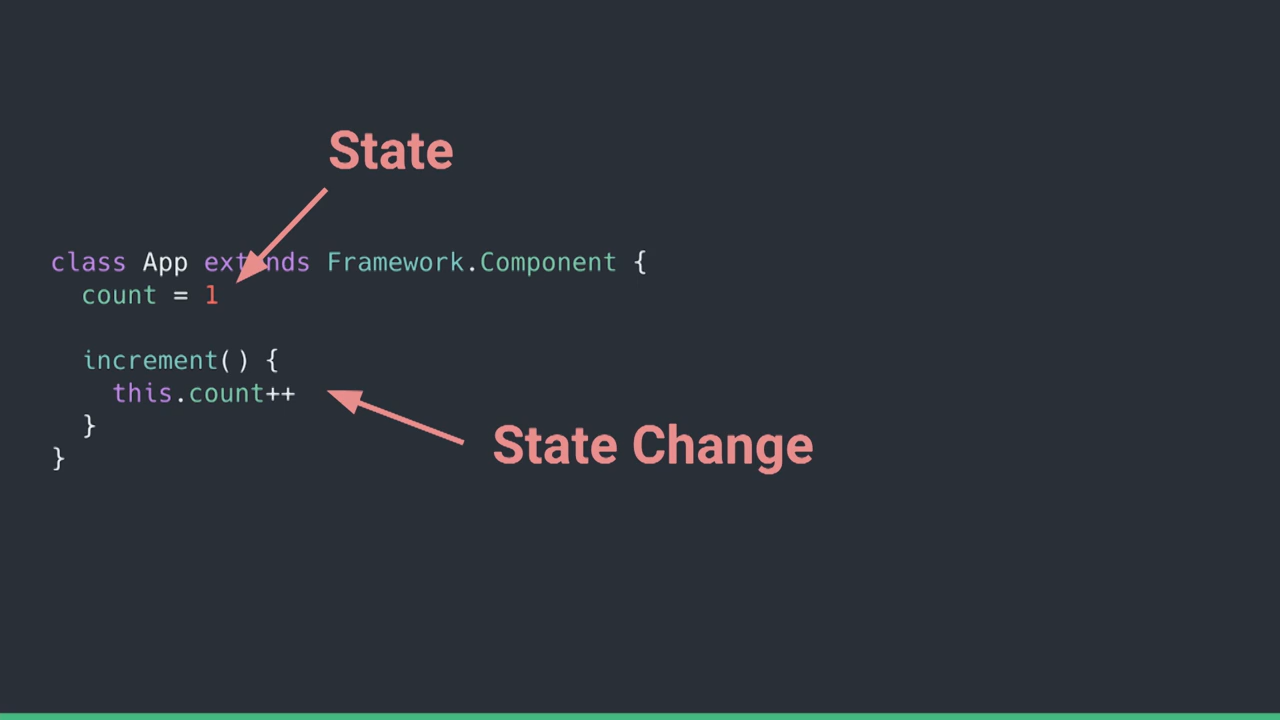 State
class App extends Framework.Component {
  count = 1
  increment() {
    this.count++
  }
State Change
}